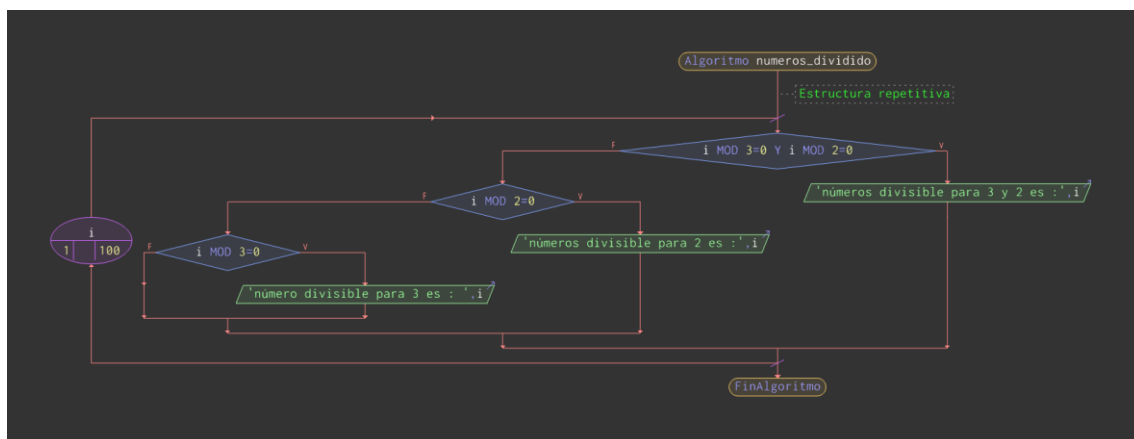 Algoritmo numeros_dividido
Estructura repetitiva
F
i MOD 3=0 Y i MOD 2=0
V
'números divisible para 3 y 2 es :',i
F
i MOD 2=0
V
'números divisible para 2 es :',i
i
1 100
F
i MOD 3=0
V
'número divisible para 3 es : ',i
FinAlgoritmo